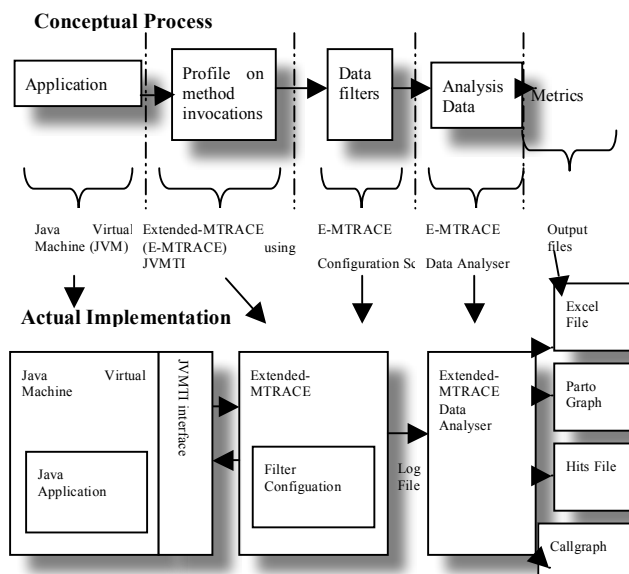 Conceptual Process
Application
Profile on
method
invocations
Data
filters
Analysis
Data
Metrics
Java Virtual
Machine (JVM)
Extended-MTRACE
(E-MTRACE) using
JVMTI
E-MTRACE
Configuration Sc
E-MTRACE
Data Analyser
Output
files
Actual Implementation
Java Virtual
Machine
JVMTI interface
Java
Application
Extended-
MTRACE
Filter
Configuation
Log
File
Extended-
MTRACE
Data
Analyser
Excel
File
Parto
Graph
Hits File
Callgraph